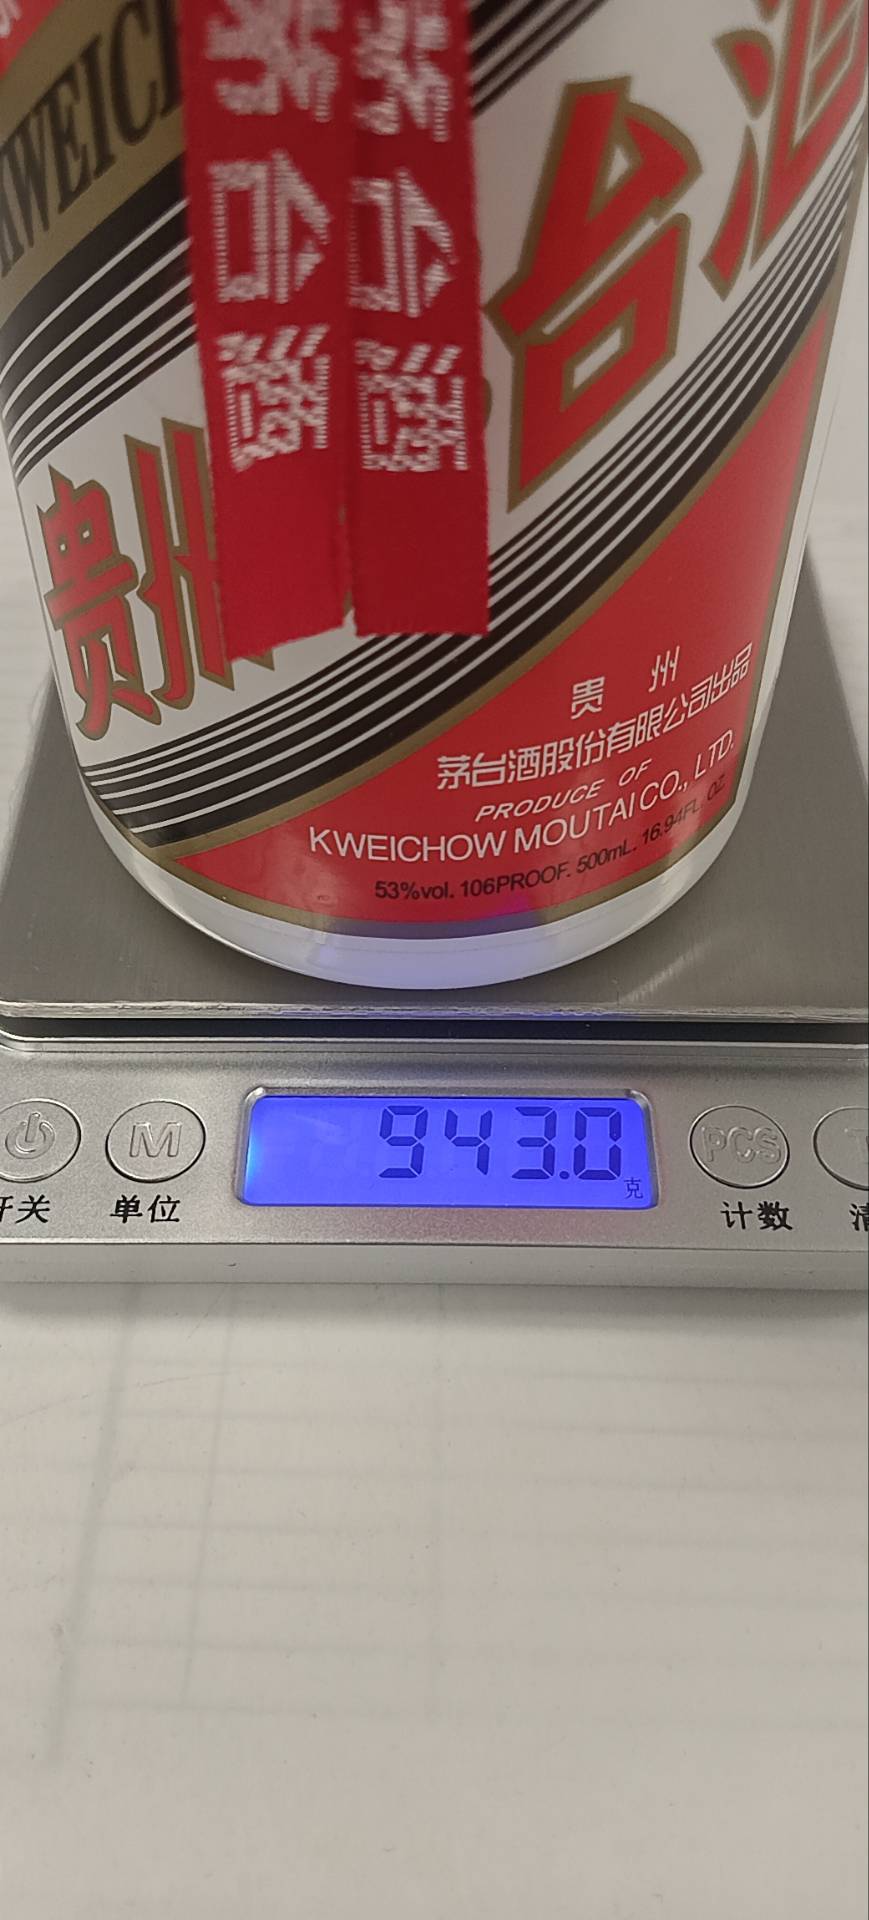 KWEICH
台酒
台酒
台酒
贵州
贵州
茅台酒股份有限公司出品
PRODUCE OF
KWEICHOW MOUTAI CO., LTD.
53%vol. 106PROOF. 500mL. 16.94FL. OZ.
943.0
克
M
PCS
开关
单位
计数